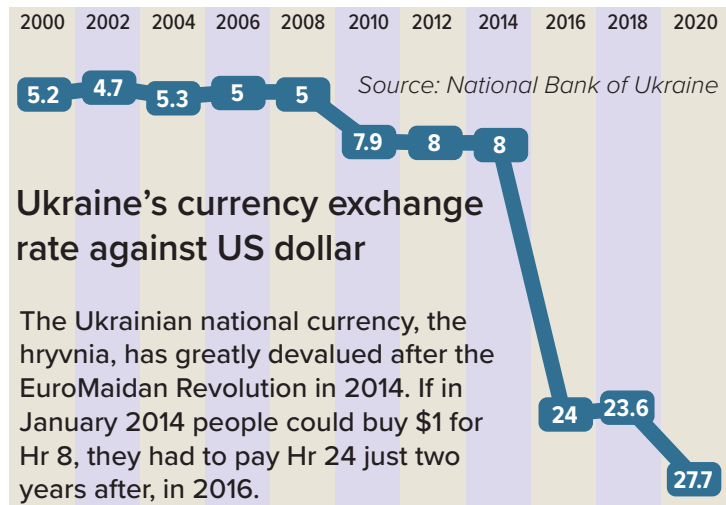 2000 2002 2004 2006 2008 2010 2012 2014 2016 2018 2020
5.2 4.7 5.3 5 5 7.9 8 8 24 23.6 27.7
Source: National Bank of Ukraine
Ukraine’s currency exchange
rate against US dollar
The Ukrainian national currency, the
hryvnia, has greatly devalued after the
EuroMaidan Revolution in 2014. If in
January 2014 people could buy $1 for
Hr 8, they had to pay Hr 24 just two
years after, in 2016.